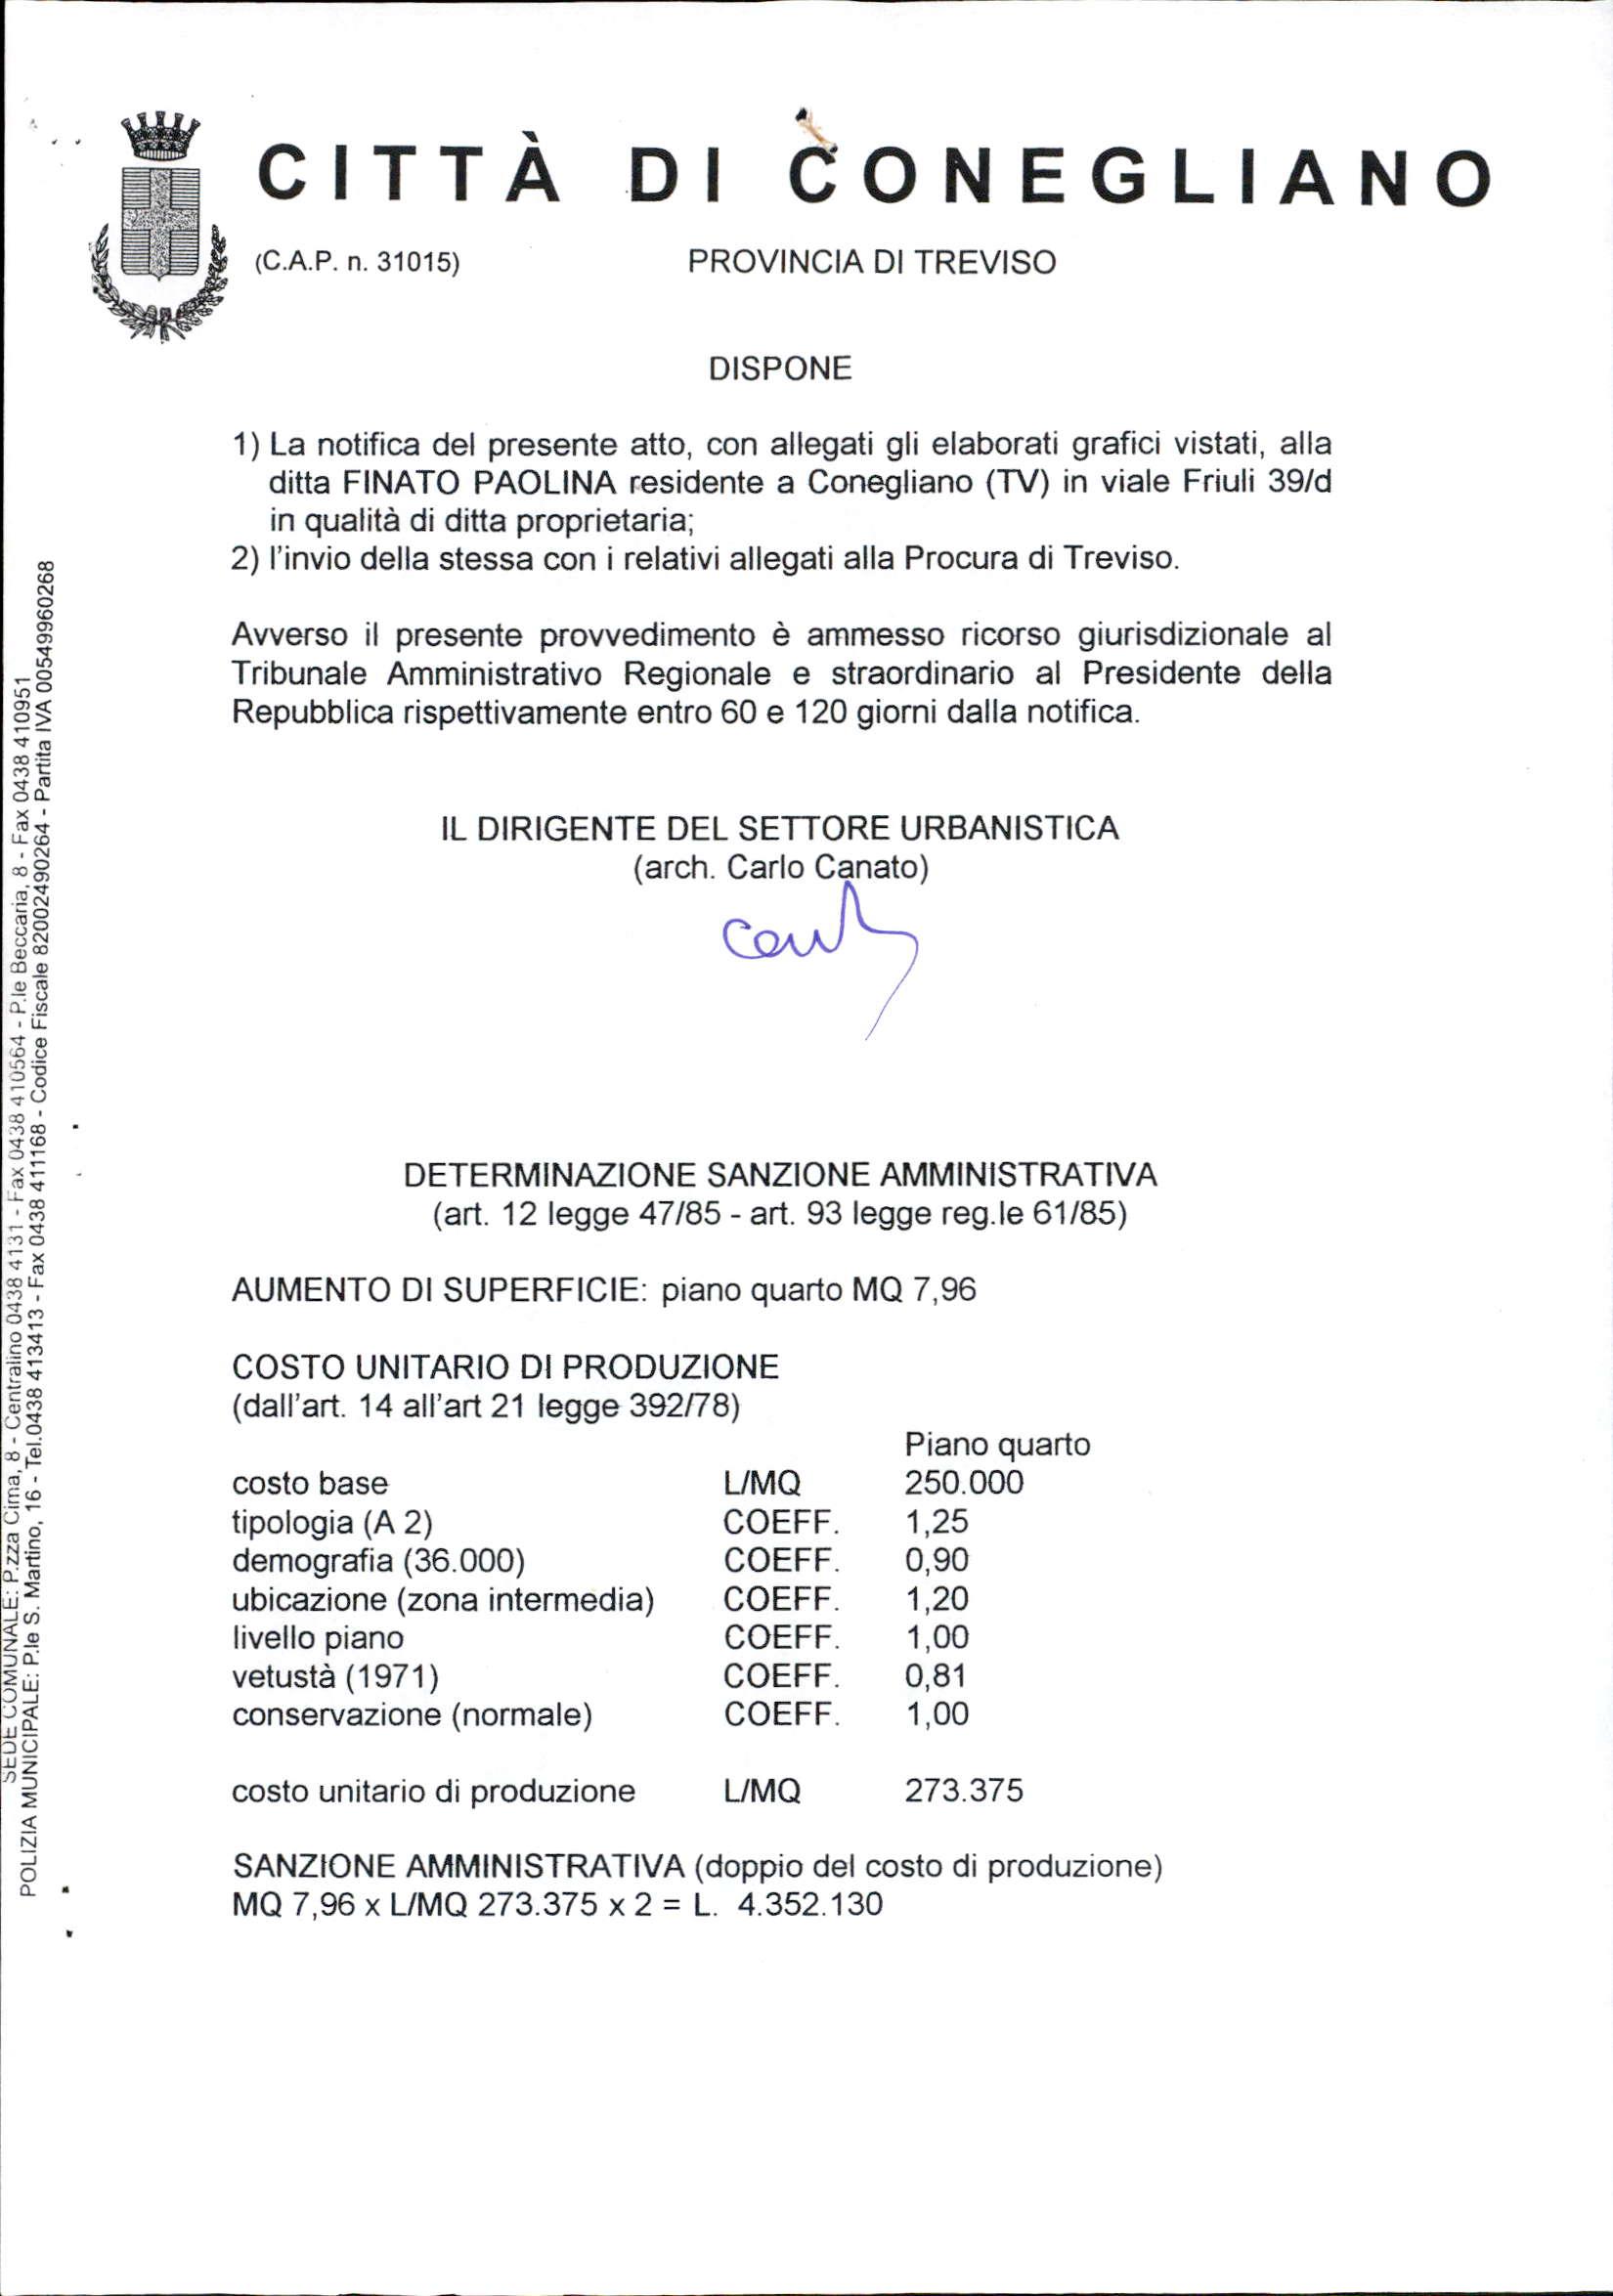 CITTÀ DI CONEGLIANO
(C.A.P. n. 31015) PROVINCIA DI TREVISO
DISPONE
1) La notifica del presente atto, con allegati gli elaborati grafici vistati, alla
ditta FINATO PAOLINA residente a Conegliano (TV) in viale Friuli 39/d
in qualità di ditta proprietaria;
2) l'invio della stessa con i relativi allegati alla Procura di Treviso.
Avverso il presente provvedimento è ammesso ricorso giurisdizionale al
Tribunale Amministrativo Regionale e straordinario al Presidente della
Repubblica rispettivamente entro 60 e 120 giorni dalla notifica.
IL DIRIGENTE DEL SETTORE URBANISTICA
(arch. Carlo Canato)
DETERMINAZIONE SANZIONE AMMINISTRATIVA
(art. 12 legge 47/85 - art. 93 legge reg.le 61/85)
AUMENTO DI SUPERFICIE: piano quarto MQ 7,96
COSTO UNITARIO DI PRODUZIONE
(dall'art. 14 all'art 21 legge 392/78)
Piano quarto
costo base L/MQ 250.000
tipologia (A 2) COEFF. 1,25
demografia (36.000) COEFF. 0,90
ubicazione (zona intermedia) COEFF. 1,20
livello piano COEFF. 1,00
vetustà (1971) COEFF. 0,81
conservazione (normale) COEFF. 1,00
costo unitario di produzione L/MQ 273.375
SANZIONE AMMINISTRATIVA (doppio del costo di produzione)
MQ 7,96 x L/MQ 273.375 x 2 = L. 4.352.130
SEDE COMUNALE: P.zza Cima, 8 - Centralino 0438 4131 - Fax 0438 410564 - P.le Beccaria, 8 - Fax 0438 410951
POLIZIA MUNICIPALE: P.le S. Martino, 16 - Tel.0438 413413 - Fax 0438 411168 - Codice Fiscale 82002490264 - Partita IVA 00549960268